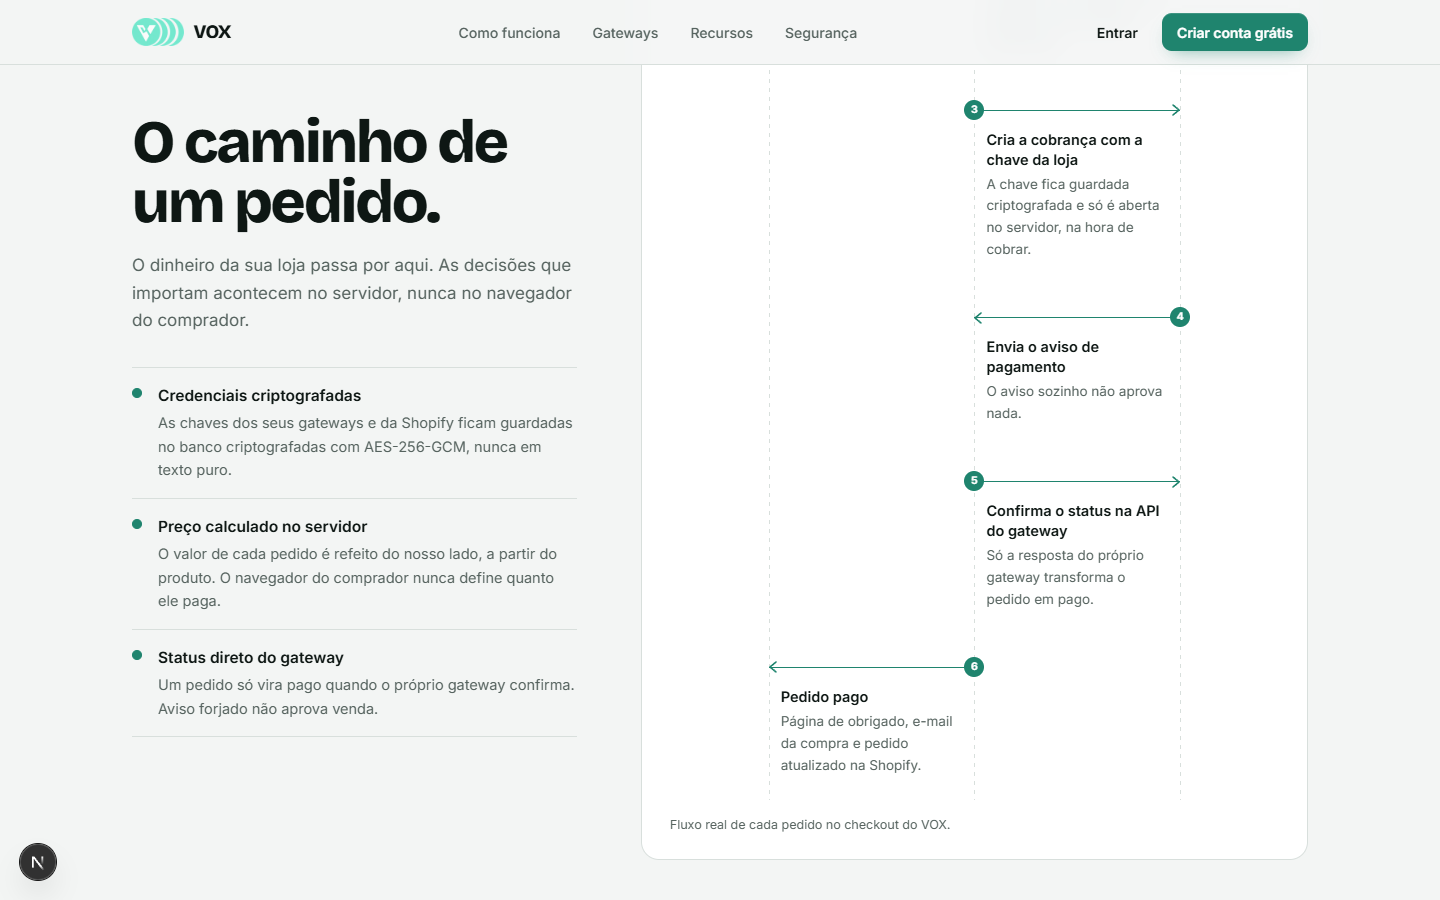 VOX
Como funciona
Gateways
Recursos
Segurança
Entrar
Criar conta grátis
O caminho de
um pedido.
O dinheiro da sua loja passa por aqui. As decisões que
importam acontecem no servidor, nunca no navegador
do comprador.
Credenciais criptografadas
As chaves dos seus gateways e da Shopify ficam guardadas
no banco criptografadas com AES-256-GCM, nunca em
texto puro.
Preço calculado no servidor
O valor de cada pedido é refeito do nosso lado, a partir do
produto. O navegador do comprador nunca define quanto
ele paga.
Status direto do gateway
Um pedido só vira pago quando o próprio gateway confirma.
Aviso forjado não aprova venda.
3
Cria a cobrança com a
chave da loja
A chave fica guardada
criptografada e só é aberta
no servidor, na hora de
cobrar.
4
Envia o aviso de
pagamento
O aviso sozinho não aprova
nada.
5
Confirma o status na API
do gateway
Só a resposta do próprio
gateway transforma o
pedido em pago.
6
Pedido pago
Página de obrigado, e-mail
da compra e pedido
atualizado na Shopify.
Fluxo real de cada pedido no checkout do VOX.
N